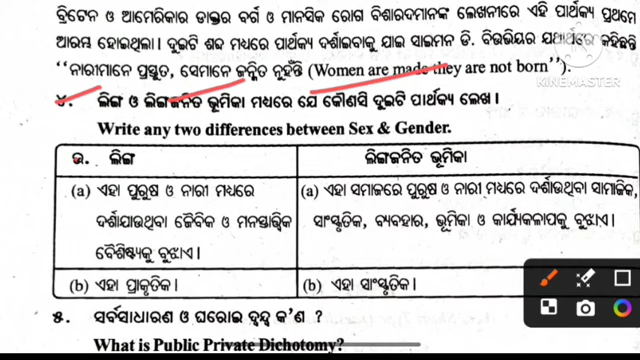 ବ୍ରିଟେନ ଓ ଆମେରିକାର ଡାକ୍ତର ବର୍ଗ ଓ ମାନସିକ ରୋଗ ବିଶାରଦମାନଙ୍କ ଲେଖନୀରେ ଏହି ପାର୍ଥକ୍ୟ ପ୍ରଥମେ
ଆରମ୍ଭ ହୋଇଥିଲା। ଦୁଇଟି ଶବ୍ଦ ମଧ୍ୟରେ ପାର୍ଥକ୍ୟ ଦର୍ଶାଇବାକୁ ଯାଇ ସାଇମନ ଡି. ବିଉଭିୟର ଯଥାର୍ଥରେ କହିଛନ୍ତି
“ନାରୀମାନେ ପ୍ରସ୍ତୁତ, ସେମାନେ ଜନ୍ମିତ ନୁହଁନ୍ତି (Women are made they are not born”).
୪. ଲିଙ୍ଗ ଓ ଲିଙ୍ଗଜନିତ ଭୂମିକା ମଧ୍ୟରେ ଯେ କୌଣସି ଦୁଇଟି ପାର୍ଥକ୍ୟ ଲେଖ।
Write any two differences between Sex & Gender.
ଉ. ଲିଙ୍ଗ
ଲିଙ୍ଗଜନିତ ଭୂମିକା
(a) ଏହା ପୁରୁଷ ଓ ନାରୀ ମଧ୍ୟରେ
ଦର୍ଶାଯାଉଥିବା ଜୈବିକ ଓ ମନସ୍ତାତ୍ତ୍ୱିକ
ବୈଶିଷ୍ଟ୍ୟକୁ ବୁଝାଏ।
(a) ଏହା ସମାଜରେ ପୁରୁଷ ଓ ନାରୀ ମଧ୍ୟରେ ଦର୍ଶାଉଥିବା ସାମାଜିକ,
ସାଂସ୍କୃତିକ, ବ୍ୟବହାର, ଭୂମିକା ଓ କାର୍ଯ୍ୟକଳାପକୁ ବୁଝାଏ।
(b) ଏହା ପ୍ରାକୃତିକ।
(b) ଏହା ସାଂସ୍କୃତିକ।
୫. ସର୍ବସାଧାରଣ ଓ ଘରୋଇ ଦ୍ୱନ୍ଦ୍ୱ କ'ଣ ?
What is Public Private Dichotomy?
KINEMASTER